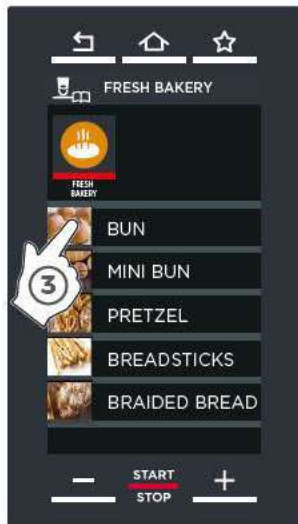 FRESH BAKERY
FRESH
BAKERY
BUN
3
MINI BUN
PRETZEL
BREADSTICKS
BRAIDED BREAD
START
STOP